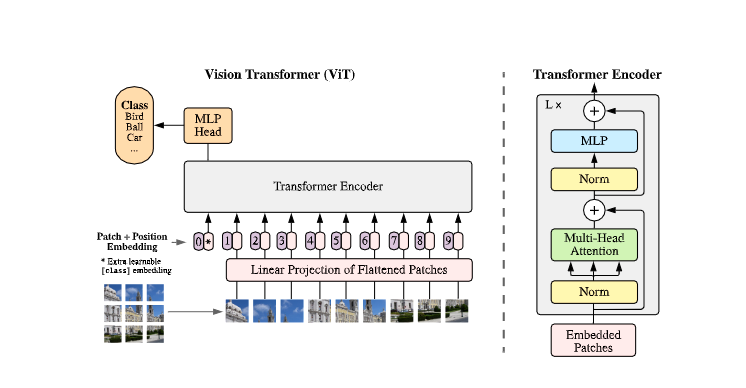 Vision Transformer (ViT)
Class
Bird
Ball
Car
...
MLP
Head
Transformer Encoder
Patch + Position
Embedding
0 * 1 2 3 4 5 6 7 8 9
* Extra learnable
[class] embedding
Linear Projection of Flattened Patches
Transformer Encoder
L ×
+
MLP
Norm
+
Multi-Head
Attention
Norm
Embedded
Patches